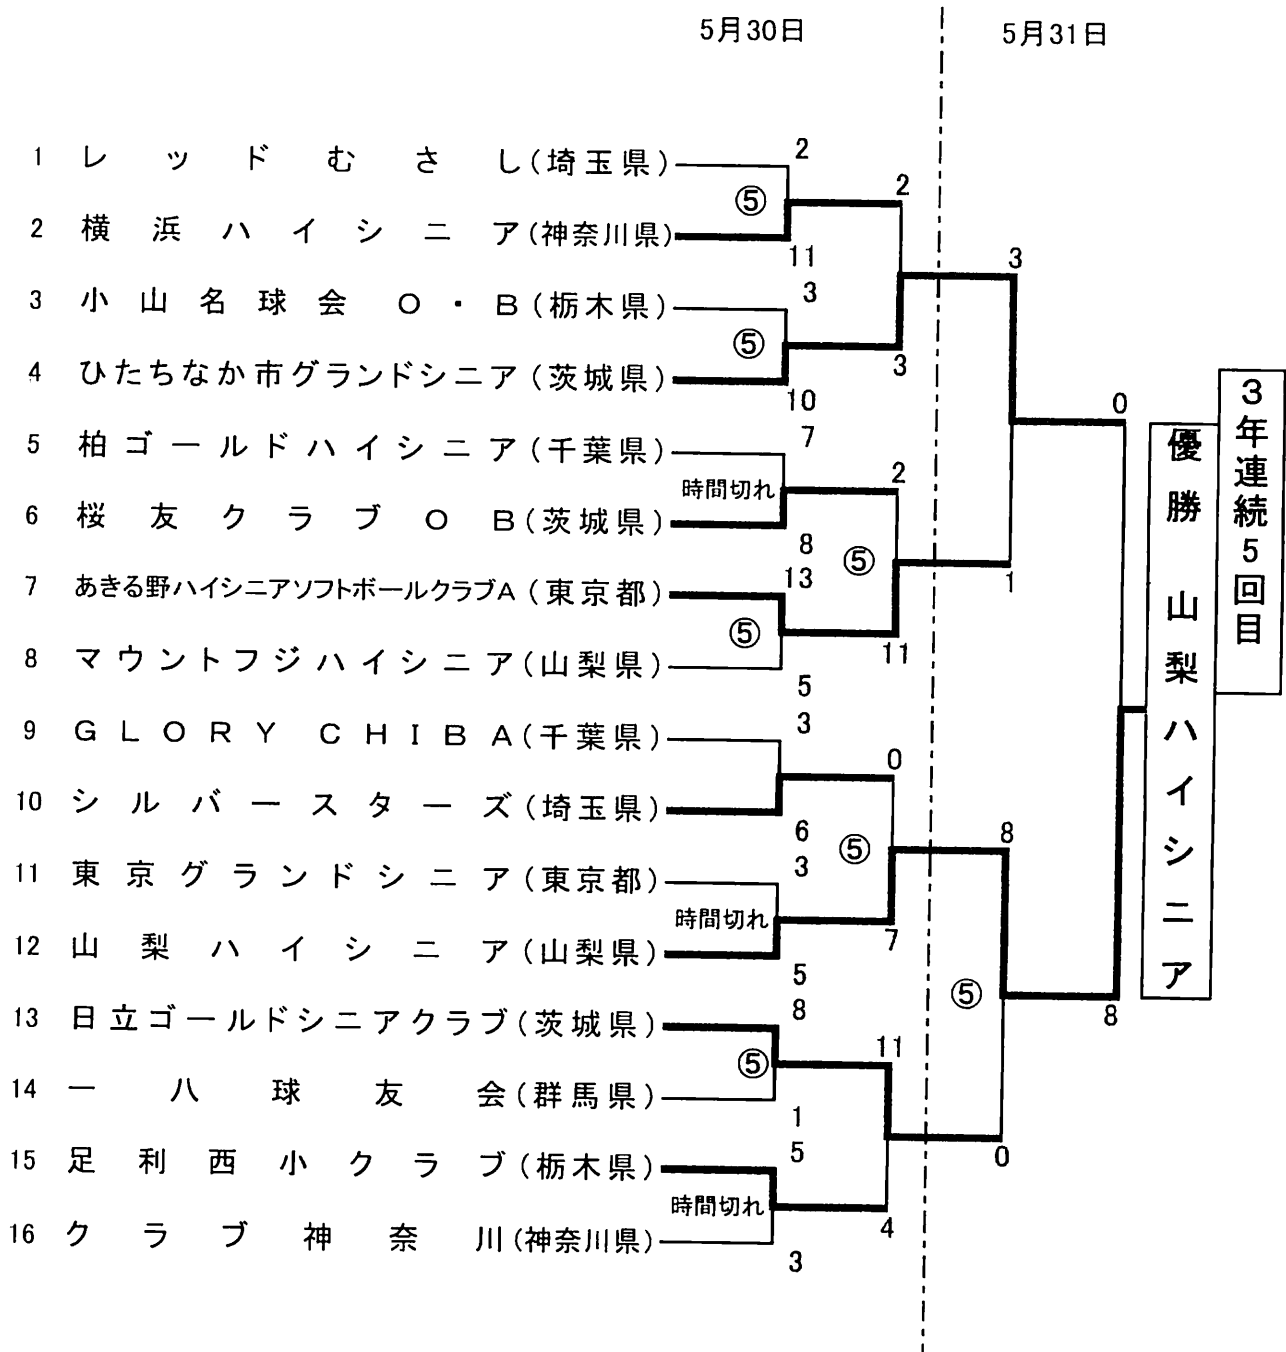 5月30日
5月31日
1 レッドむさし(埼玉県)
2
⑤
2
2 横浜ハイシニア(神奈川県)
11
3
3
3 小山名球会O・B(栃木県)
⑤
3
4 ひたちなか市グランドシニア(茨城県)
10
0
7
5 柏ゴールドハイシニア(千葉県)
時間切れ
2
6 桜友クラブOB(茨城県)
8
⑤
13
1
7 あきる野ハイシニアソフトボールクラブA(東京都)
⑤
11
8 マウントフジハイシニア(山梨県)
5
3
9 GLORY CHIBA(千葉県)
0
10 シルバースターズ(埼玉県)
6
⑤
8
3
11 東京グランドシニア(東京都)
時間切れ
7
12 山梨ハイシニア(山梨県)
5
⑤
8
8
13 日立ゴールドシニアクラブ(茨城県)
⑤
11
14 一八球友会(群馬県)
1
5
0
15 足利西小クラブ(栃木県)
時間切れ
4
16 クラブ神奈川(神奈川県)
3
3年連続5回目
優勝 山梨ハイシニア